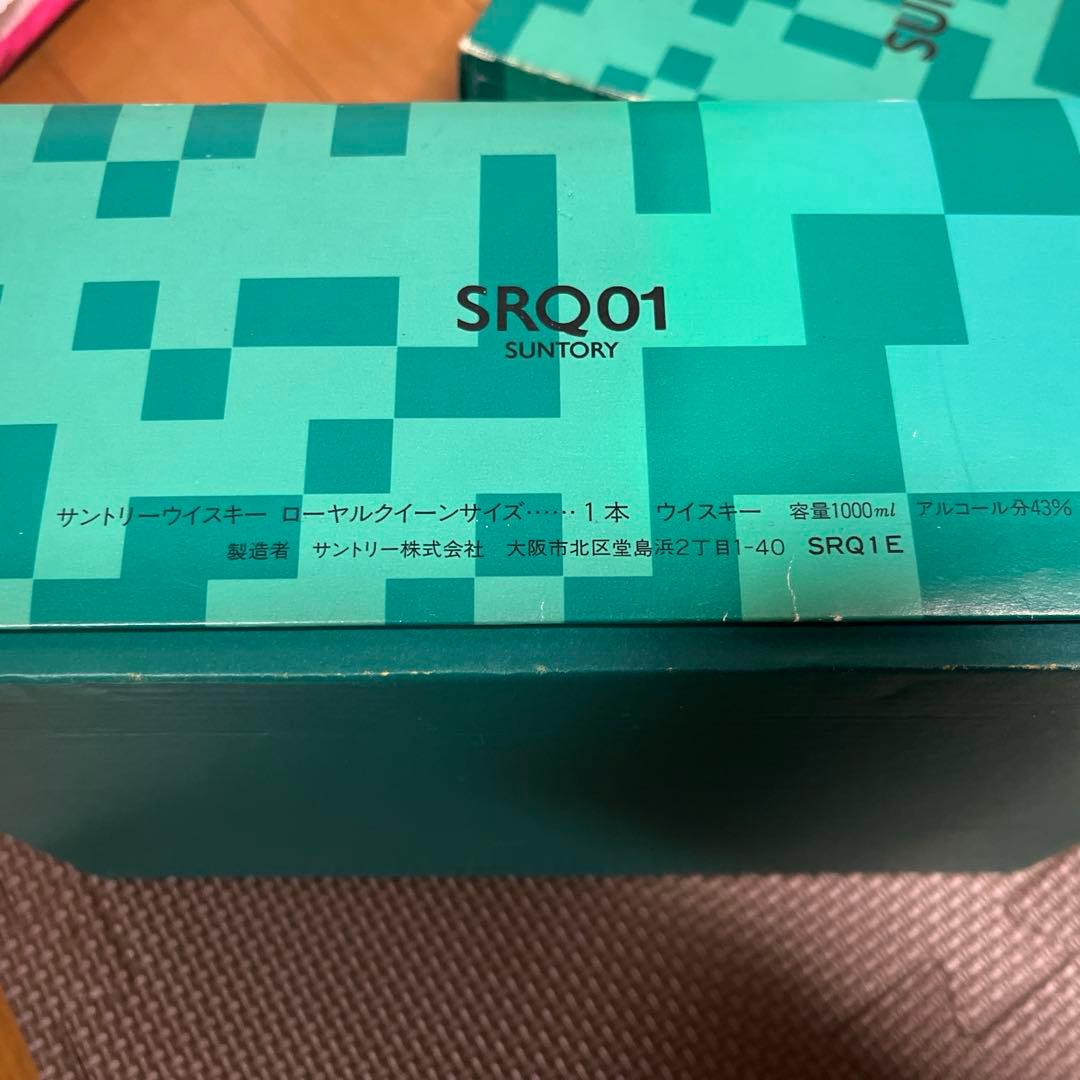 SUN
SRQ01
SUNTORY
サントリーウイスキー ローヤルクイーンサイズ……1本 ウイスキー 容量1000ml アルコール分43%
製造者 サントリー株式会社 大阪市北区堂島浜2丁目1-40 SRQ1E